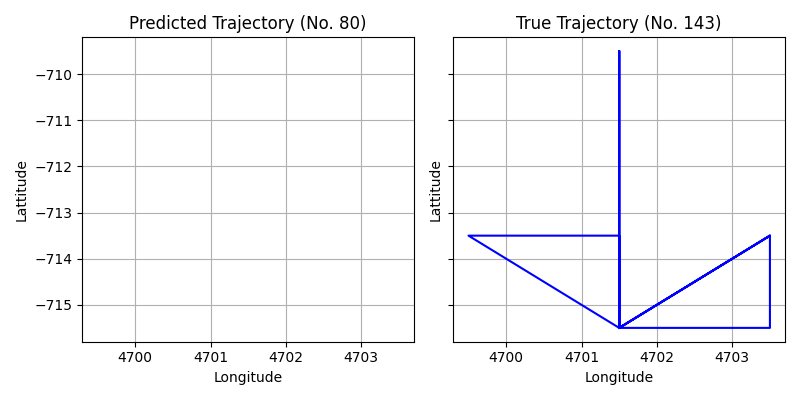 Predicted Trajectory (No. 80)
True Trajectory (No. 143)
−710
−711
−712
−713
−714
−715
Lattitude
Lattitude
4700 4701 4702 4703
4700 4701 4702 4703
Longitude
Longitude